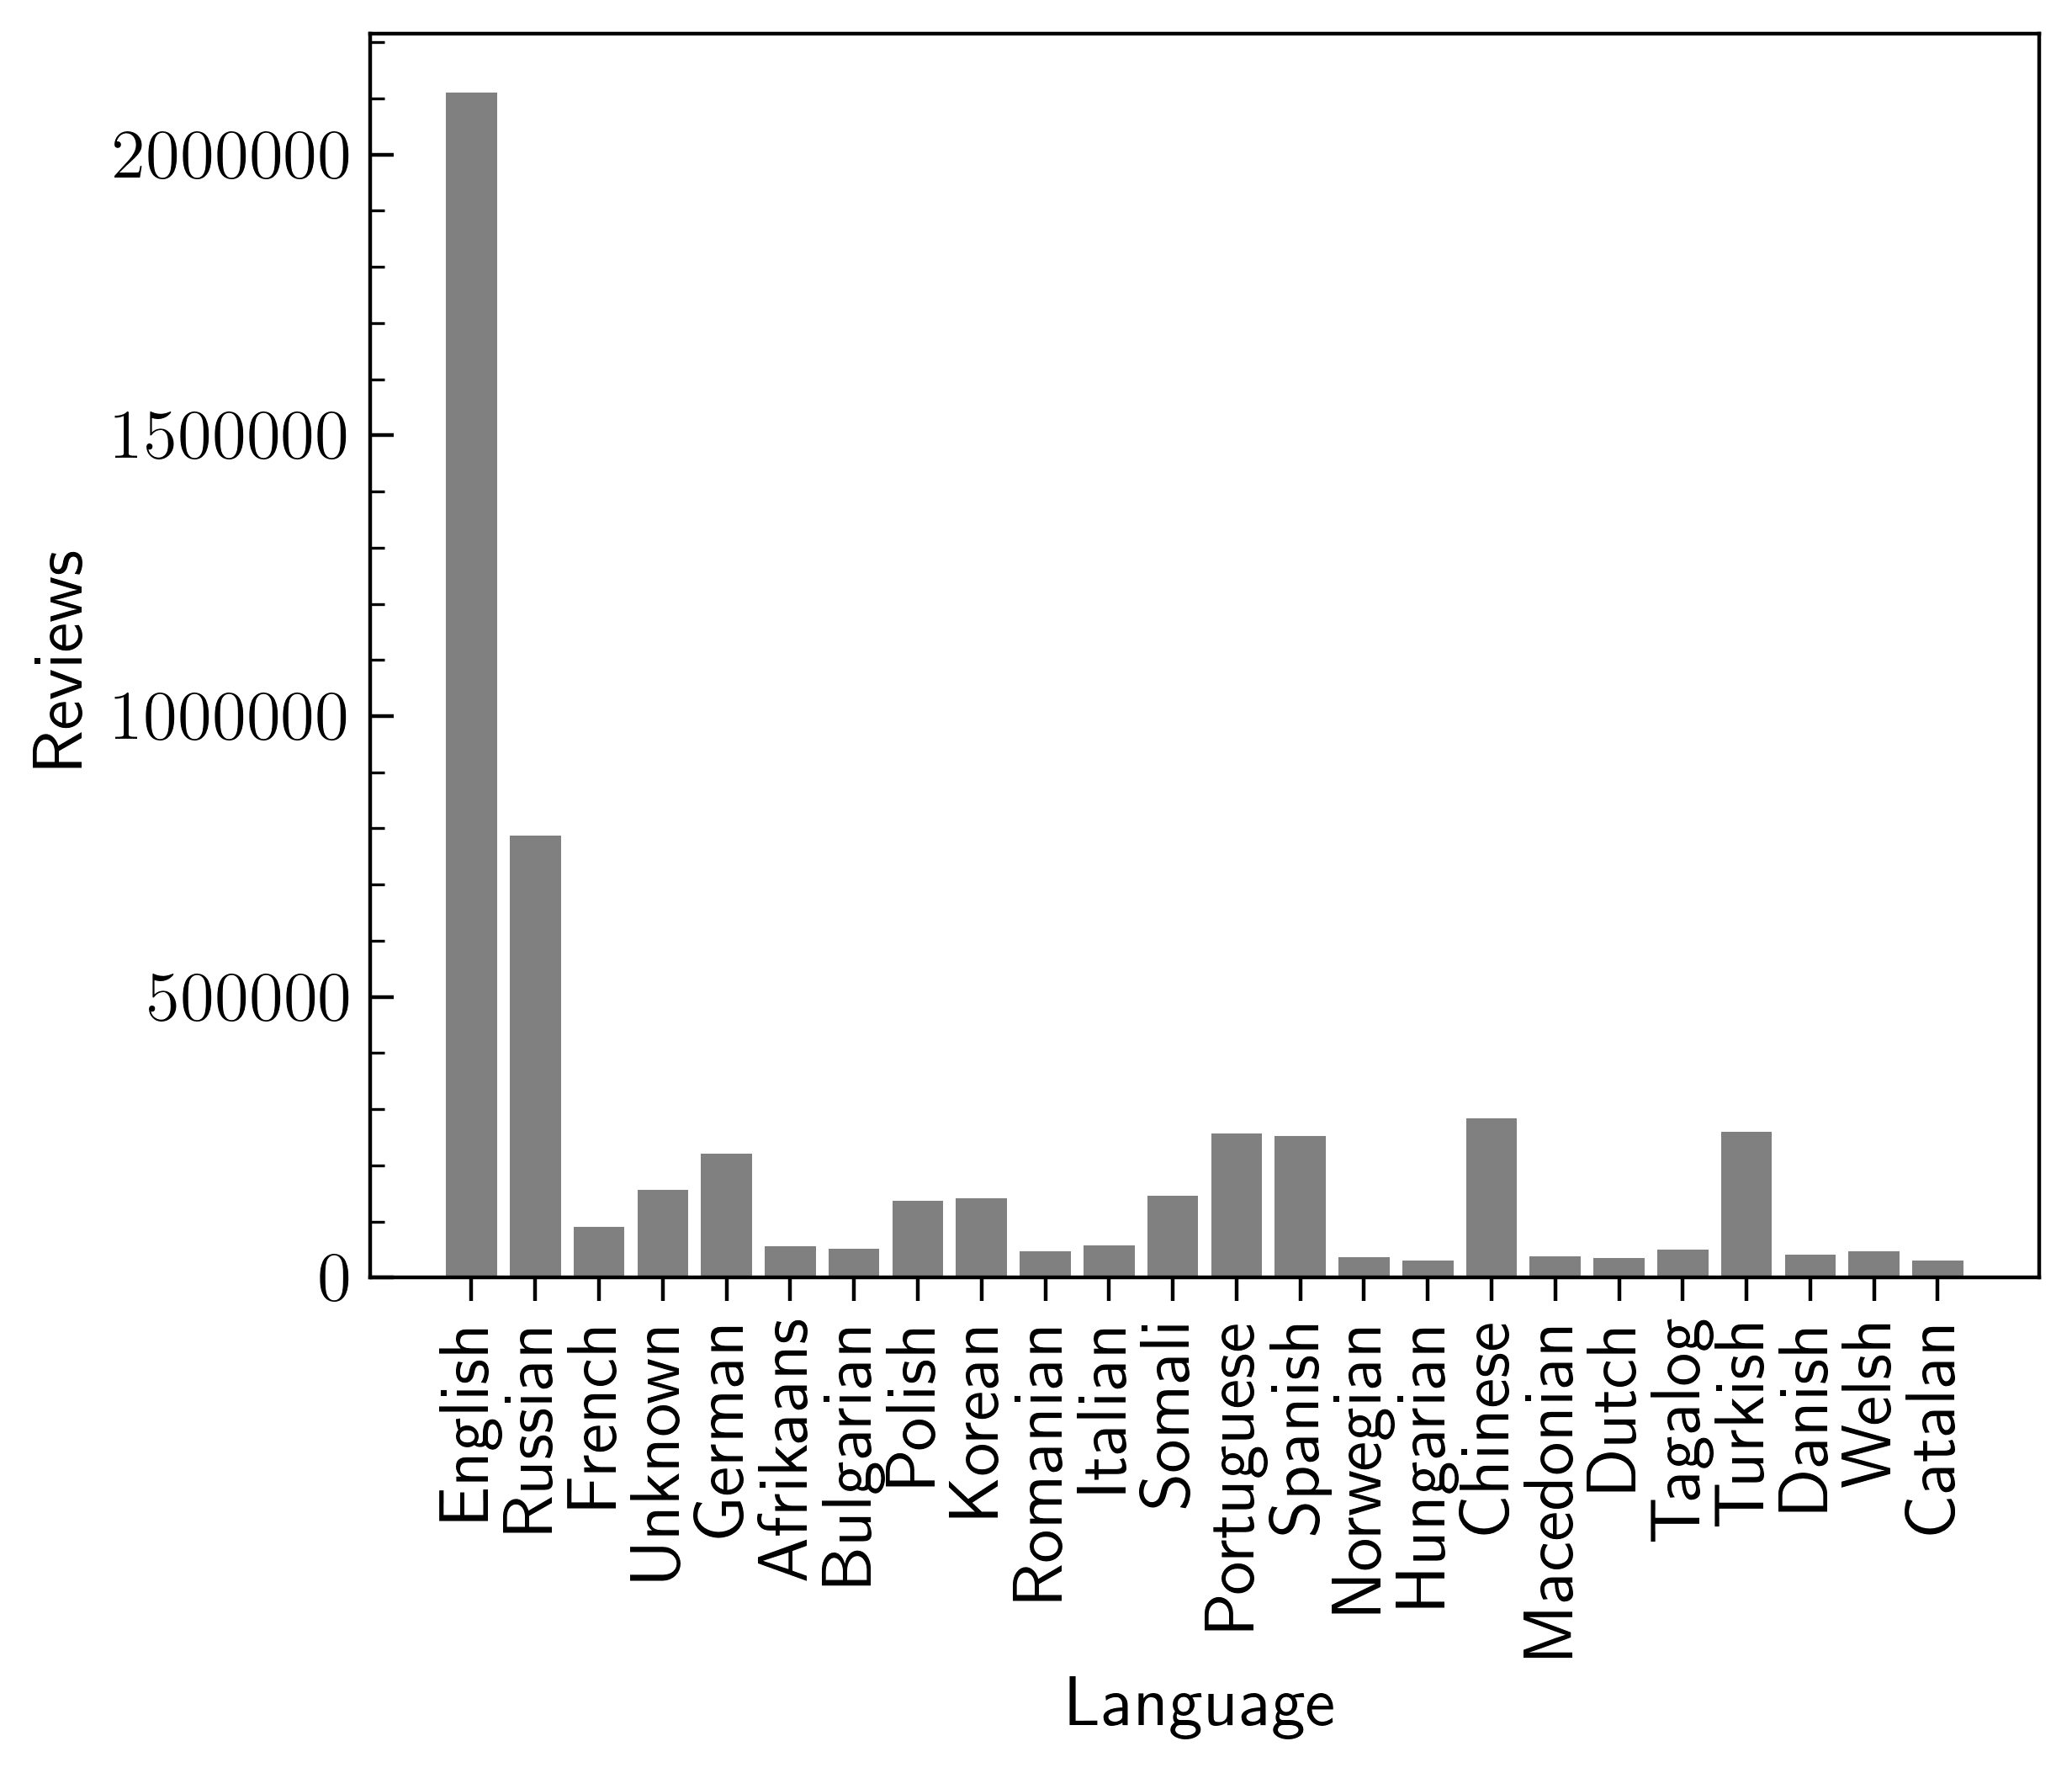 Reviews
2000000
1500000
1000000
500000
0
English
Russian
French
Unknown
German
Afrikaans
Bulgarian
Polish
Korean
Romanian
Italian
Somali
Portuguese
Spanish
Norwegian
Hungarian
Chinese
Macedonian
Dutch
Tagalog
Turkish
Danish
Welsh
Catalan
Language